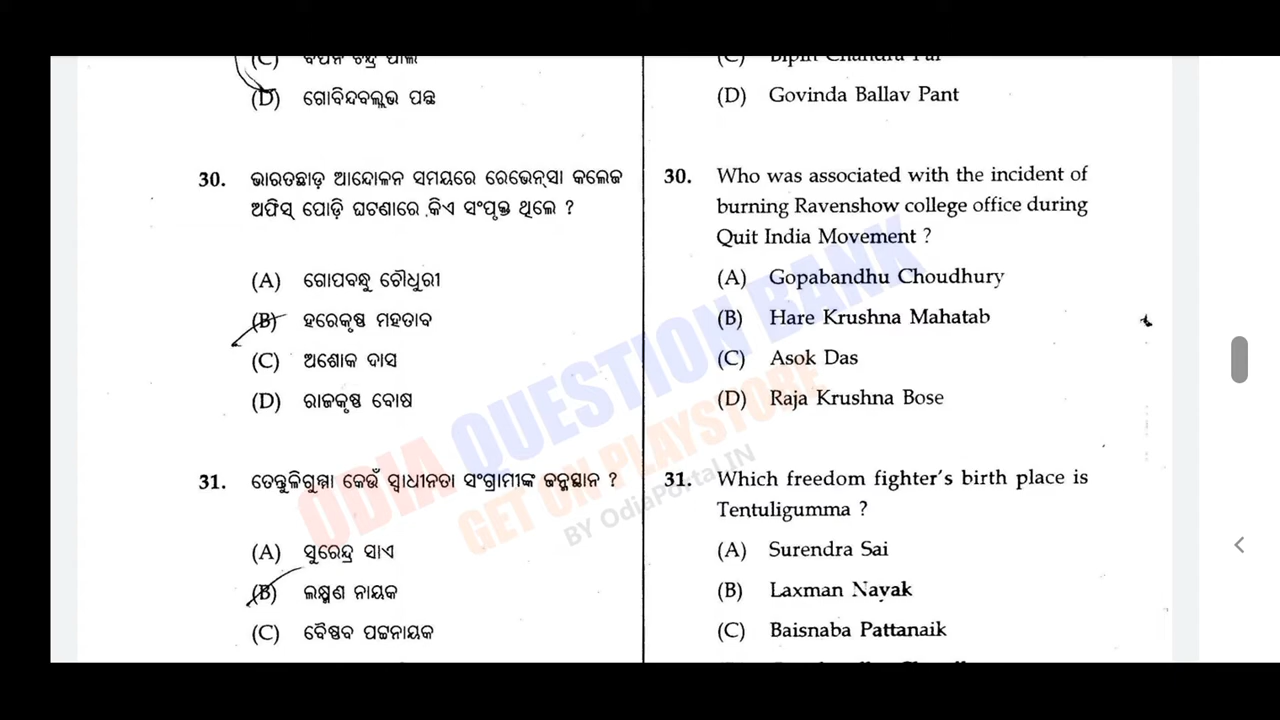 (C) ବିପିନ ଚନ୍ଦ୍ର ପାଲ
(D) ଗୋବିନ୍ଦବଲ୍ଲଭ ପନ୍ଥ
30. ଭାରତଛାଡ଼ ଆନ୍ଦୋଳନ ସମୟରେ ରେଭେନ୍ସା କଲେଜ
ଅଫିସ୍ ପୋଡ଼ି ଘଟଣାରେ କିଏ ସଂପୃକ୍ତ ଥିଲେ ?
(A) ଗୋପବନ୍ଧୁ ଚୌଧୁରୀ
(B) ହରେକୃଷ୍ଣ ମହତାବ
(C) ଅଶୋକ ଦାସ
(D) ରାଜକୃଷ୍ଣ ବୋଷ
31. ତେନ୍ତୁଳିଗୁମ୍ମା କେଉଁ ସ୍ୱାଧୀନତା ସଂଗ୍ରାମୀଙ୍କ ଜନ୍ମସ୍ଥାନ ?
(A) ସୁରେନ୍ଦ୍ର ସାଏ
(B) ଲକ୍ଷ୍ମଣ ନାୟକ
(C) ବୈଷ୍ଣବ ପଟ୍ଟନାୟକ
(C) Bipin Chandra Pal
(D) Govinda Ballav Pant
30. Who was associated with the incident of
burning Ravenshow college office during
Quit India Movement ?
(A) Gopabandhu Choudhury
(B) Hare Krushna Mahatab
(C) Asok Das
(D) Raja Krushna Bose
31. Which freedom fighter's birth place is
Tentuligumma ?
(A) Surendra Sai
(B) Laxman Nayak
(C) Baisnaba Pattanaik
ODIA QUESTION BANK
GET ON PLAYSTORE
BY OdiaPortal.IN